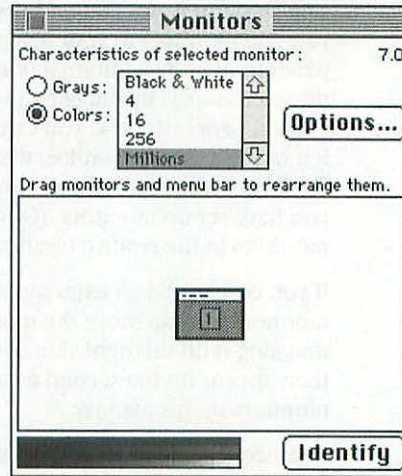 Monitors
Characteristics of selected monitor: 7.0
Grays:
Colors:
Black & White
4
16
256
Millions
Options...
Drag monitors and menu bar to rearrange them.
1
Identify